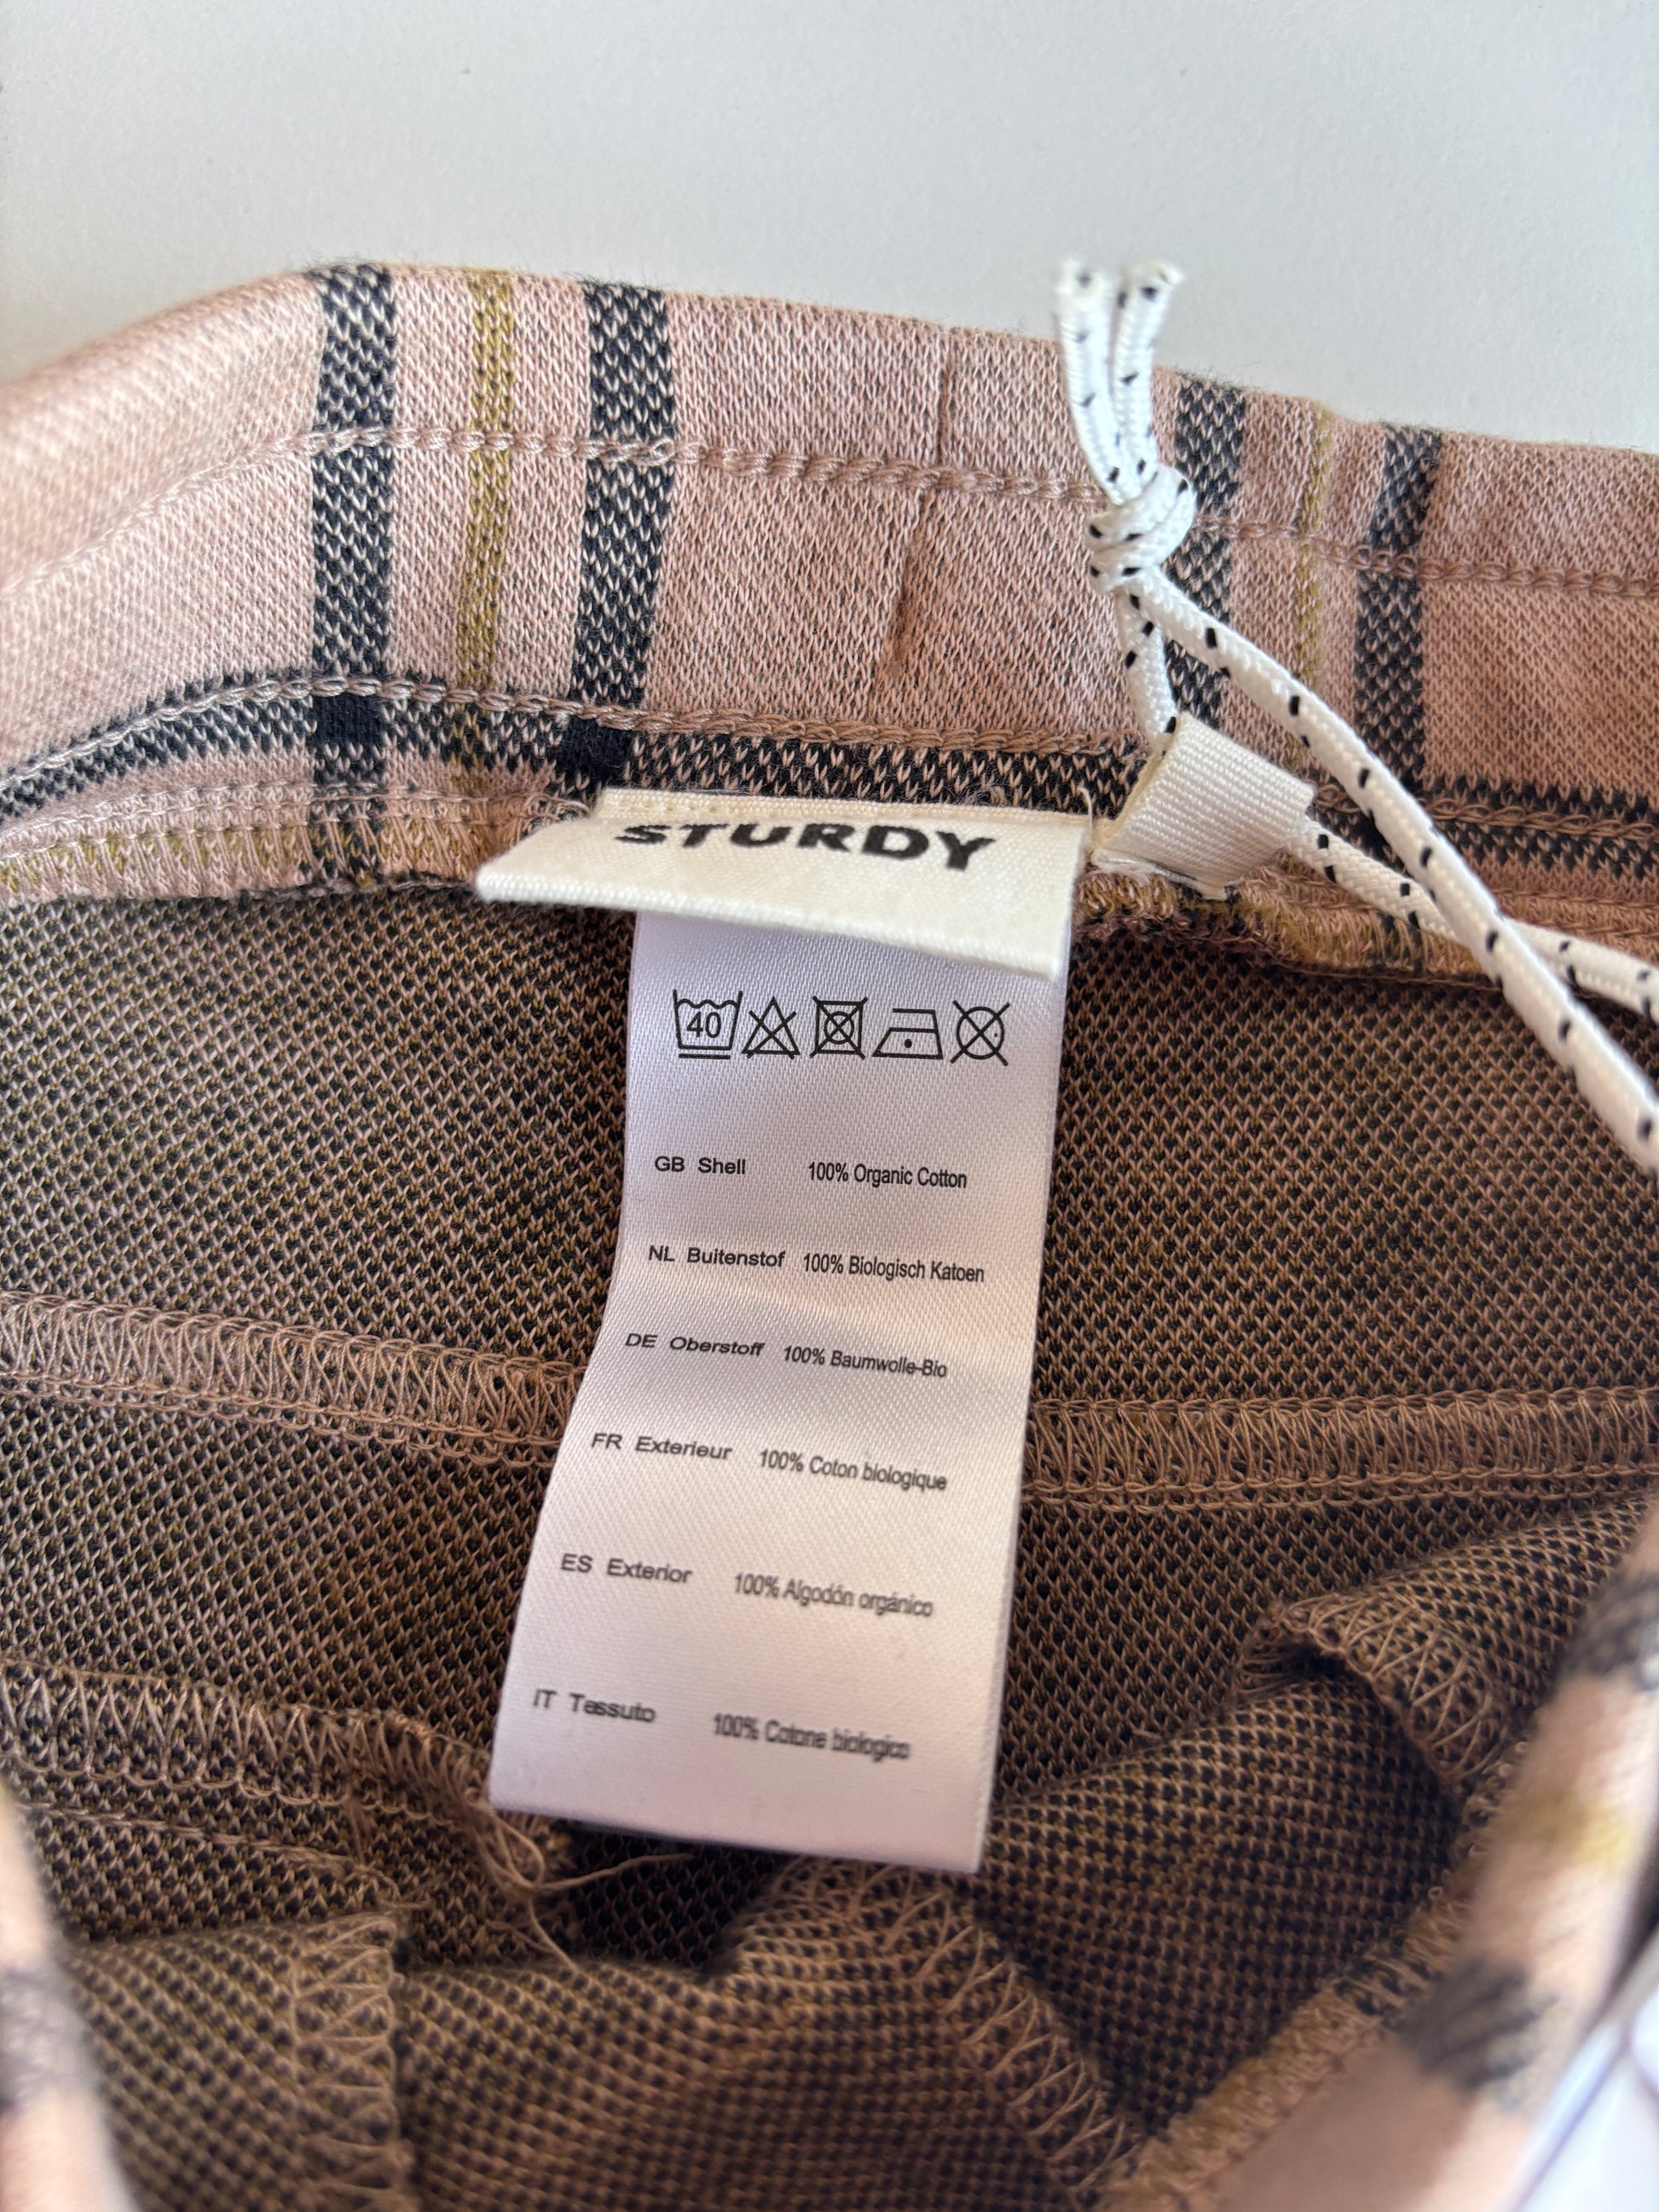 STURDY
40
GB Shell 100% Organic Cotton
NL Buitenstof 100% Biologisch Katoen
DE Oberstoff 100% Baumwolle-Bio
FR Exterieur 100% Coton biologique
ES Exterior 100% Algodón orgánico
IT Tessuto 100% Cotone biologico